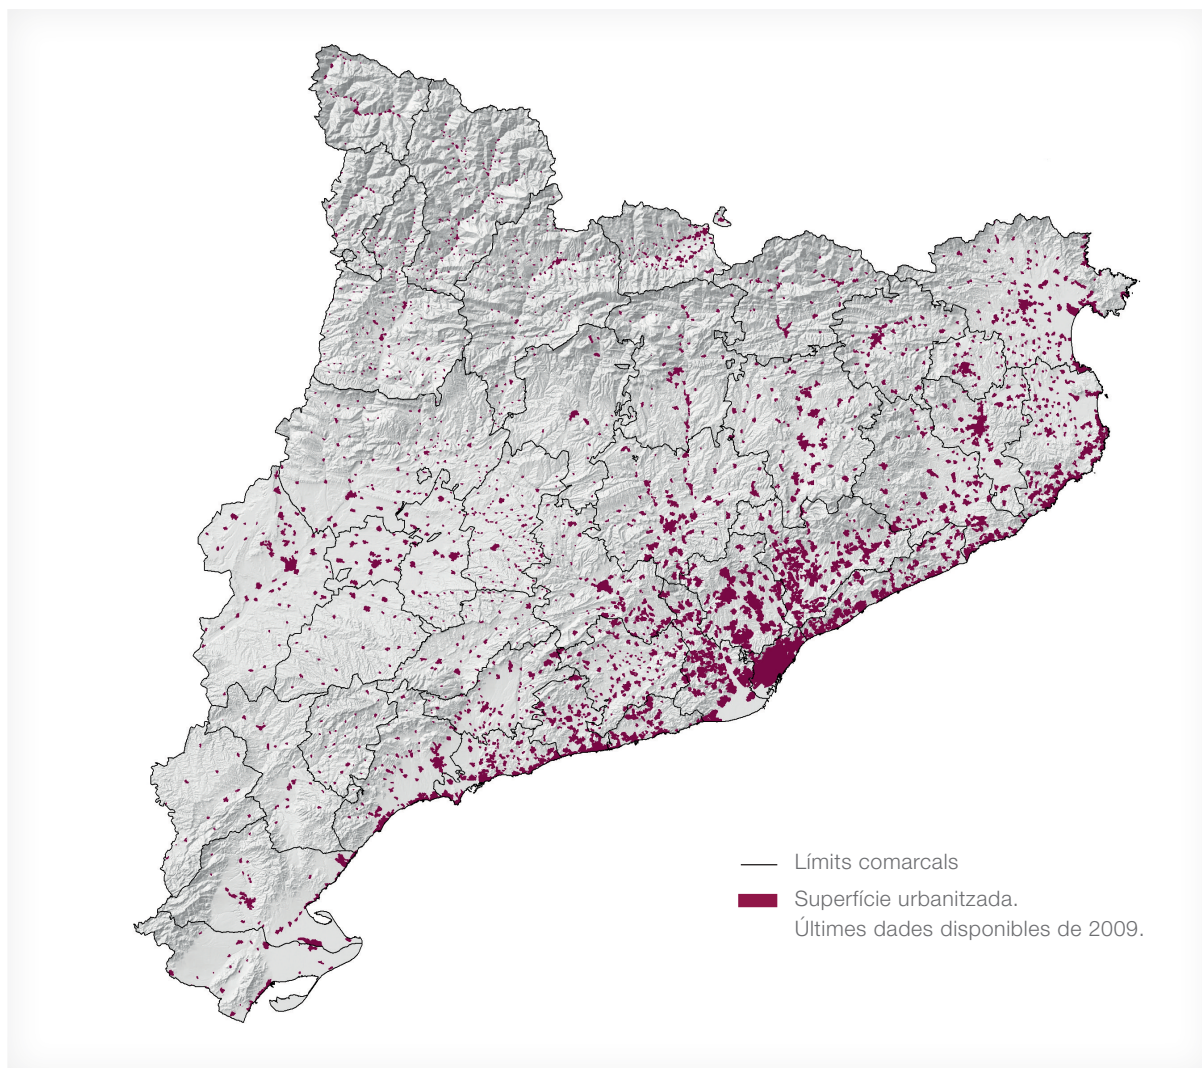 Límits comarcals
Superfície urbanitzada.
Últimes dades disponibles de 2009.